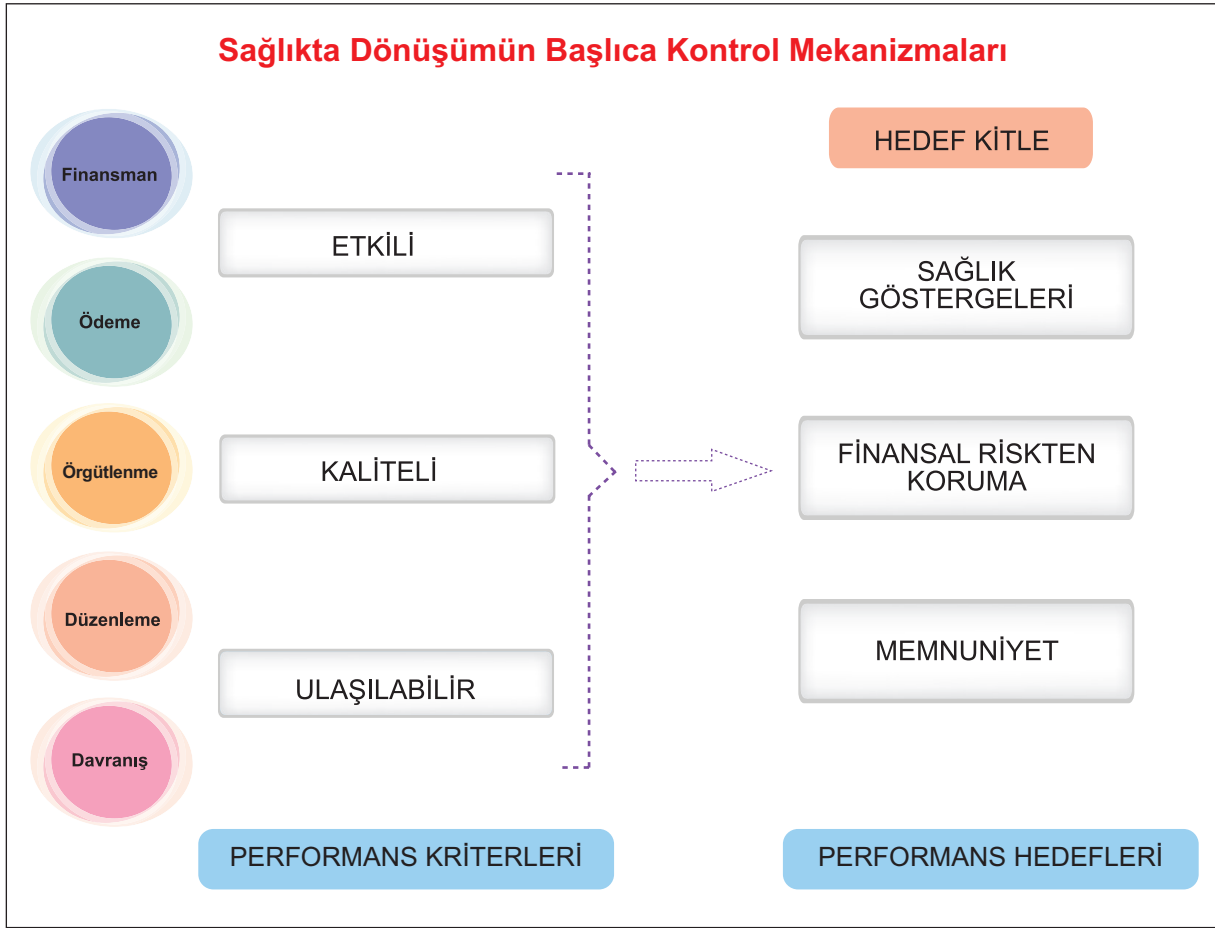 Sağlıkta Dönüşümün Başlıca Kontrol Mekanizmaları
Finansman
Ödeme
Örgütlenme
Düzenleme
Davranış
ETKİLİ
KALİTELİ
ULAŞILABİLİR
PERFORMANS KRİTERLERİ
HEDEF KİTLE
SAĞLIK
GÖSTERGELERİ
FİNANSAL RİSKTEN
KORUMA
MEMNUNİYET
PERFORMANS HEDEFLERİ